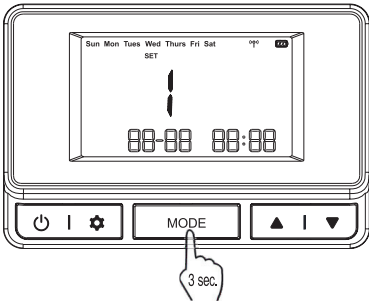 Sun Mon Tues Wed Thurs Fri Sat
SET
1
88-88 88:88
MODE
3 sec.